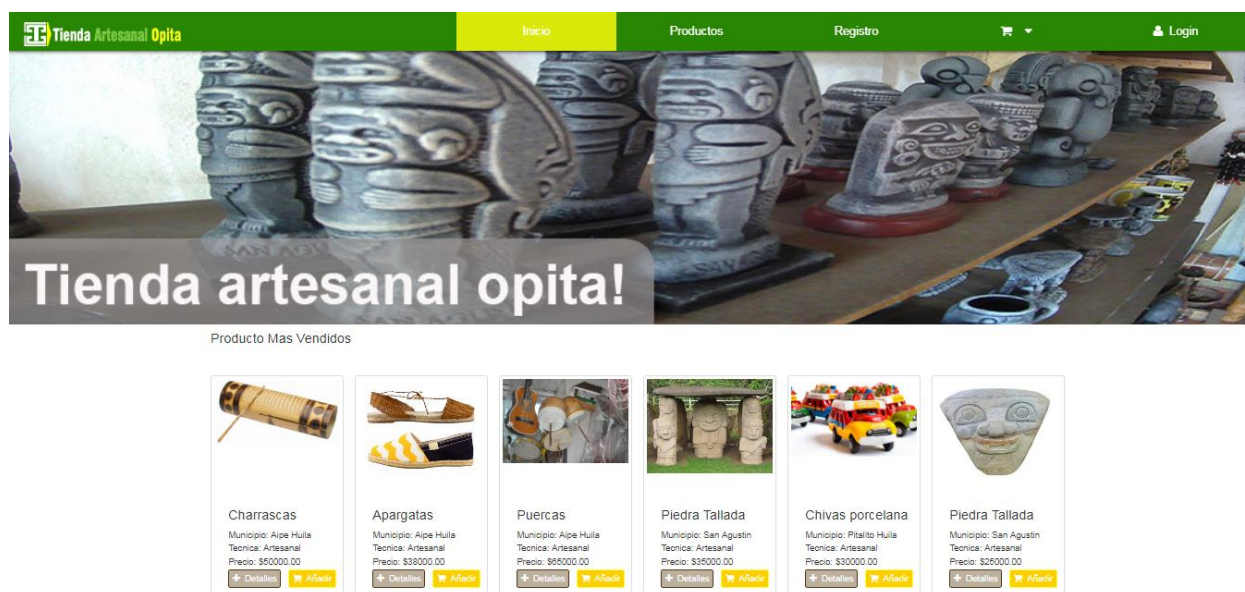 Tienda Artesanal Opita
Inicio
Productos
Registro
Login
Tienda artesanal opita!
Producto Mas Vendidos
Charrascas
Municipio: Aipe Huila
Tecnica: Artesanal
Precio: $50000.00
Detalles
Añadir
Apargatas
Municipio: Aipe Huila
Tecnica: Artesanal
Precio: $38000.00
Detalles
Añadir
Puercas
Municipio: Aipe Huila
Tecnica: Artesanal
Precio: $65000.00
Detalles
Añadir
Piedra Tallada
Municipio: San Agustin
Tecnica: Artesanal
Precio: $35000.00
Detalles
Añadir
Chivas porcelana
Municipio: Pitalito Huila
Tecnica: Artesanal
Precio: $30000.00
Detalles
Añadir
Piedra Tallada
Municipio: San Agustin
Tecnica: Artesanal
Precio: $25000.00
Detalles
Añadir